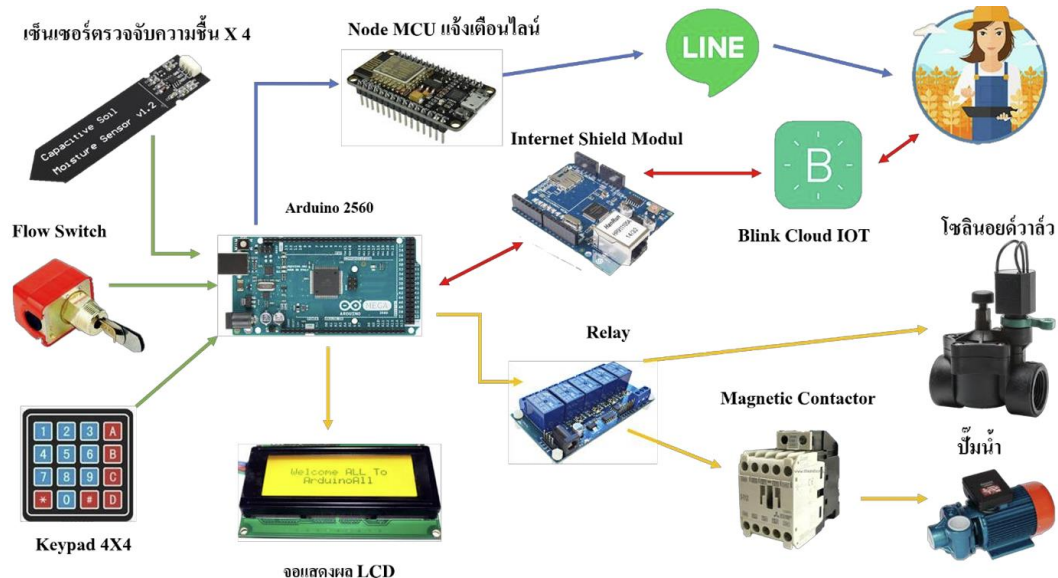 เซ็นเซอร์ตรวจจับความชื้น X 4
Node MCU แจ้งเตือนไลน์
LINE
Capacitive Soil
Moisture Sensor v1.2
Internet Shield Modul
B
Arduino 2560
Flow Switch
Blink Cloud IOT
โซลินอยด์วาล์ว
ARDUINO
MEGA
Relay
Magnetic Contactor
ปั๊มน้ำ
1 2 3 A
4 5 6 B
7 8 9 C
* 0 # D
Welcome ALL To
ArduinoAll
Keypad 4X4
จอแสดงผล LCD